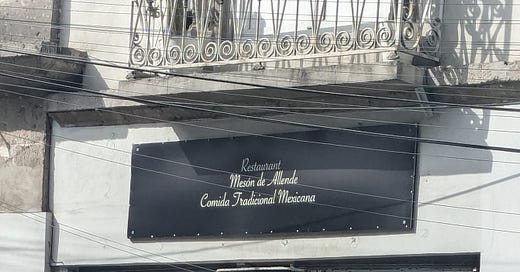 Restaurant
Mesón de Allende
Comida Tradicional Mexicana